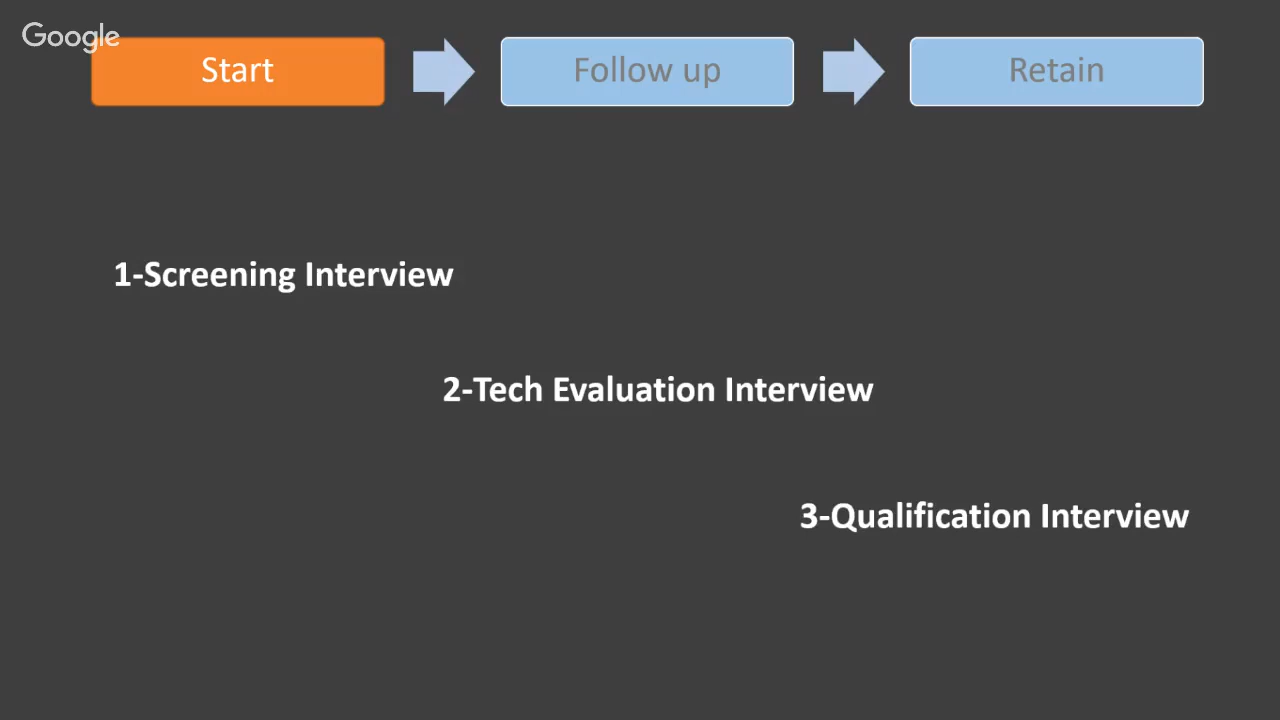 Google
Start
Follow up
Retain
1-Screening Interview
2-Tech Evaluation Interview
3-Qualification Interview